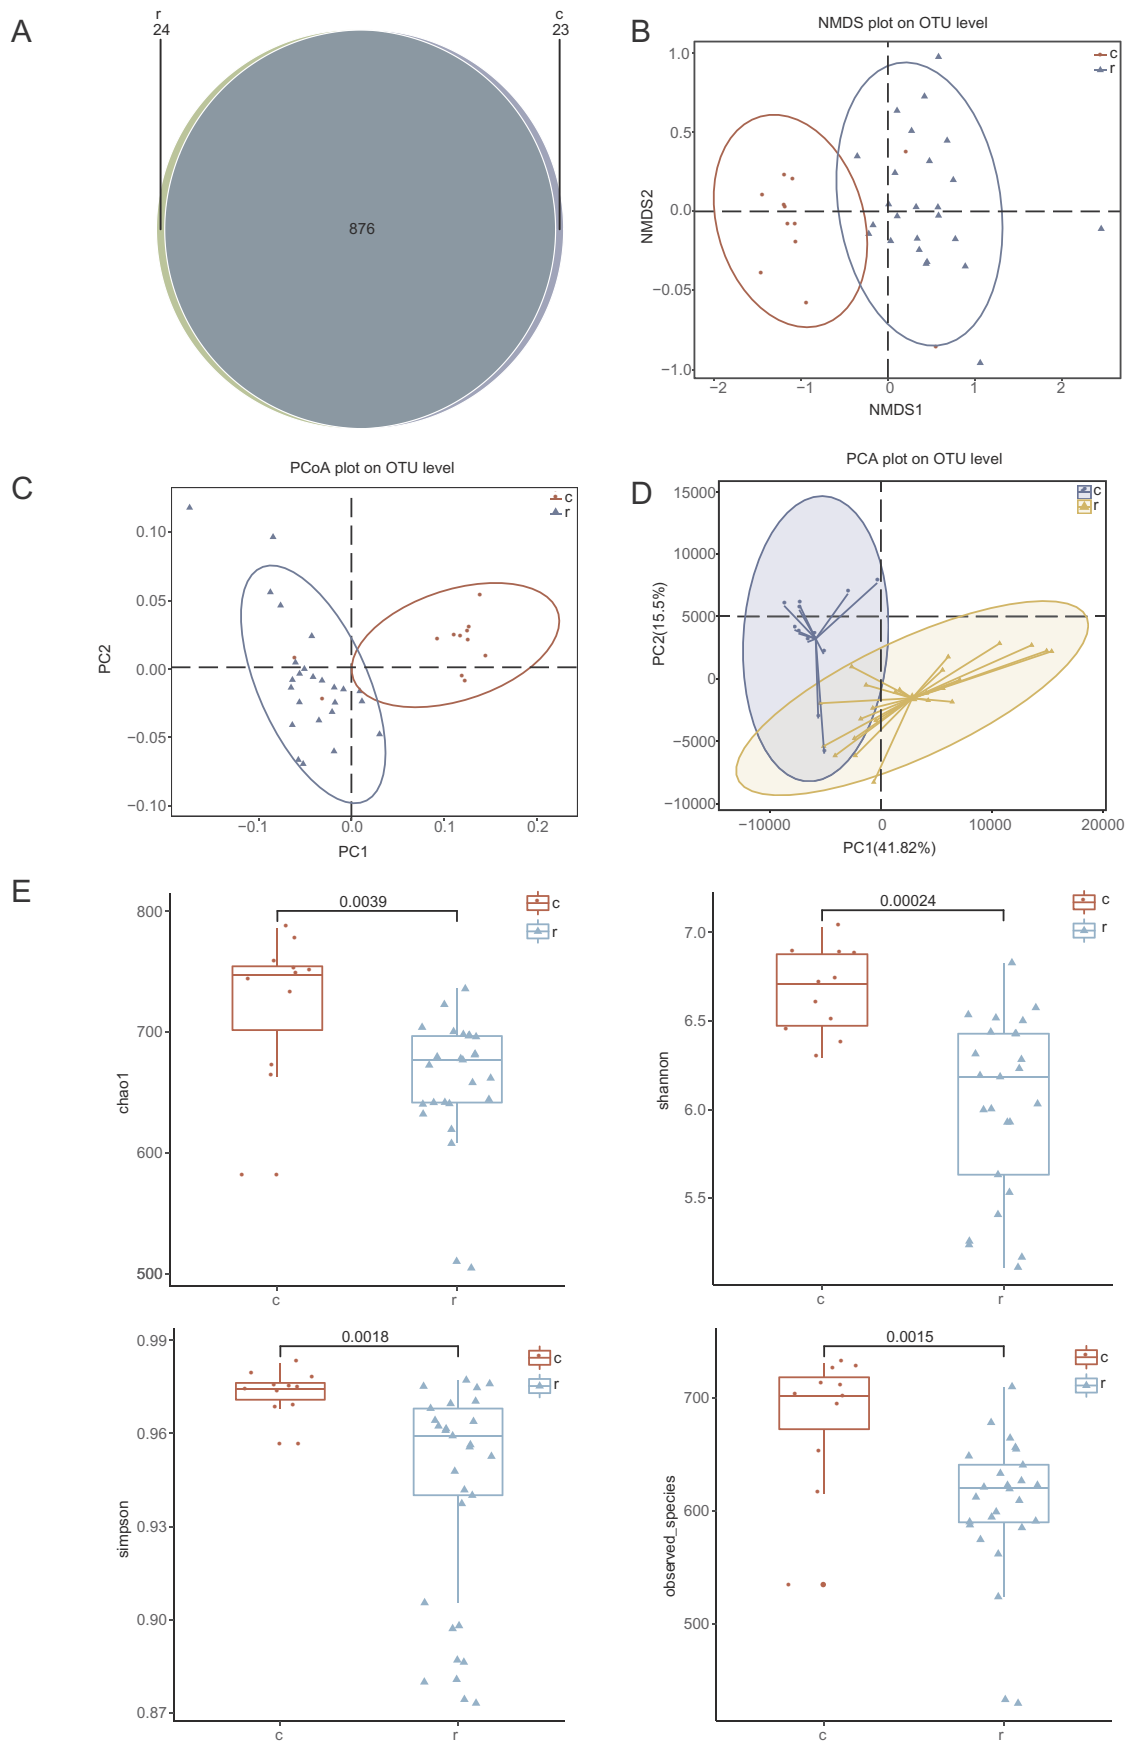 A
r
24
c
23
876
B
NMDS plot on OTU level
c
r
1.0
0.5
0.0
−0.05
−1.0
−2
−1
0
1
2
NMDS2
NMDS1
C
PCoA plot on OTU level
c
r
0.10
0.05
0.00
−0.05
−0.10
−0.1
0.0
0.1
0.2
PC2
PC1
D
PCA plot on OTU level
c
r
15000
10000
5000
0
−5000
−10000
−10000
0
10000
20000
PC2(15.5%)
PC1(41.82%)
E
0.0039
c
r
800
700
600
500
chao1
c
r
0.00024
c
r
7.0
6.5
6.0
5.5
shannon
c
r
0.0018
c
r
0.99
0.96
0.93
0.90
0.87
simpson
c
r
0.0015
c
r
700
600
500
observed_species
c
r